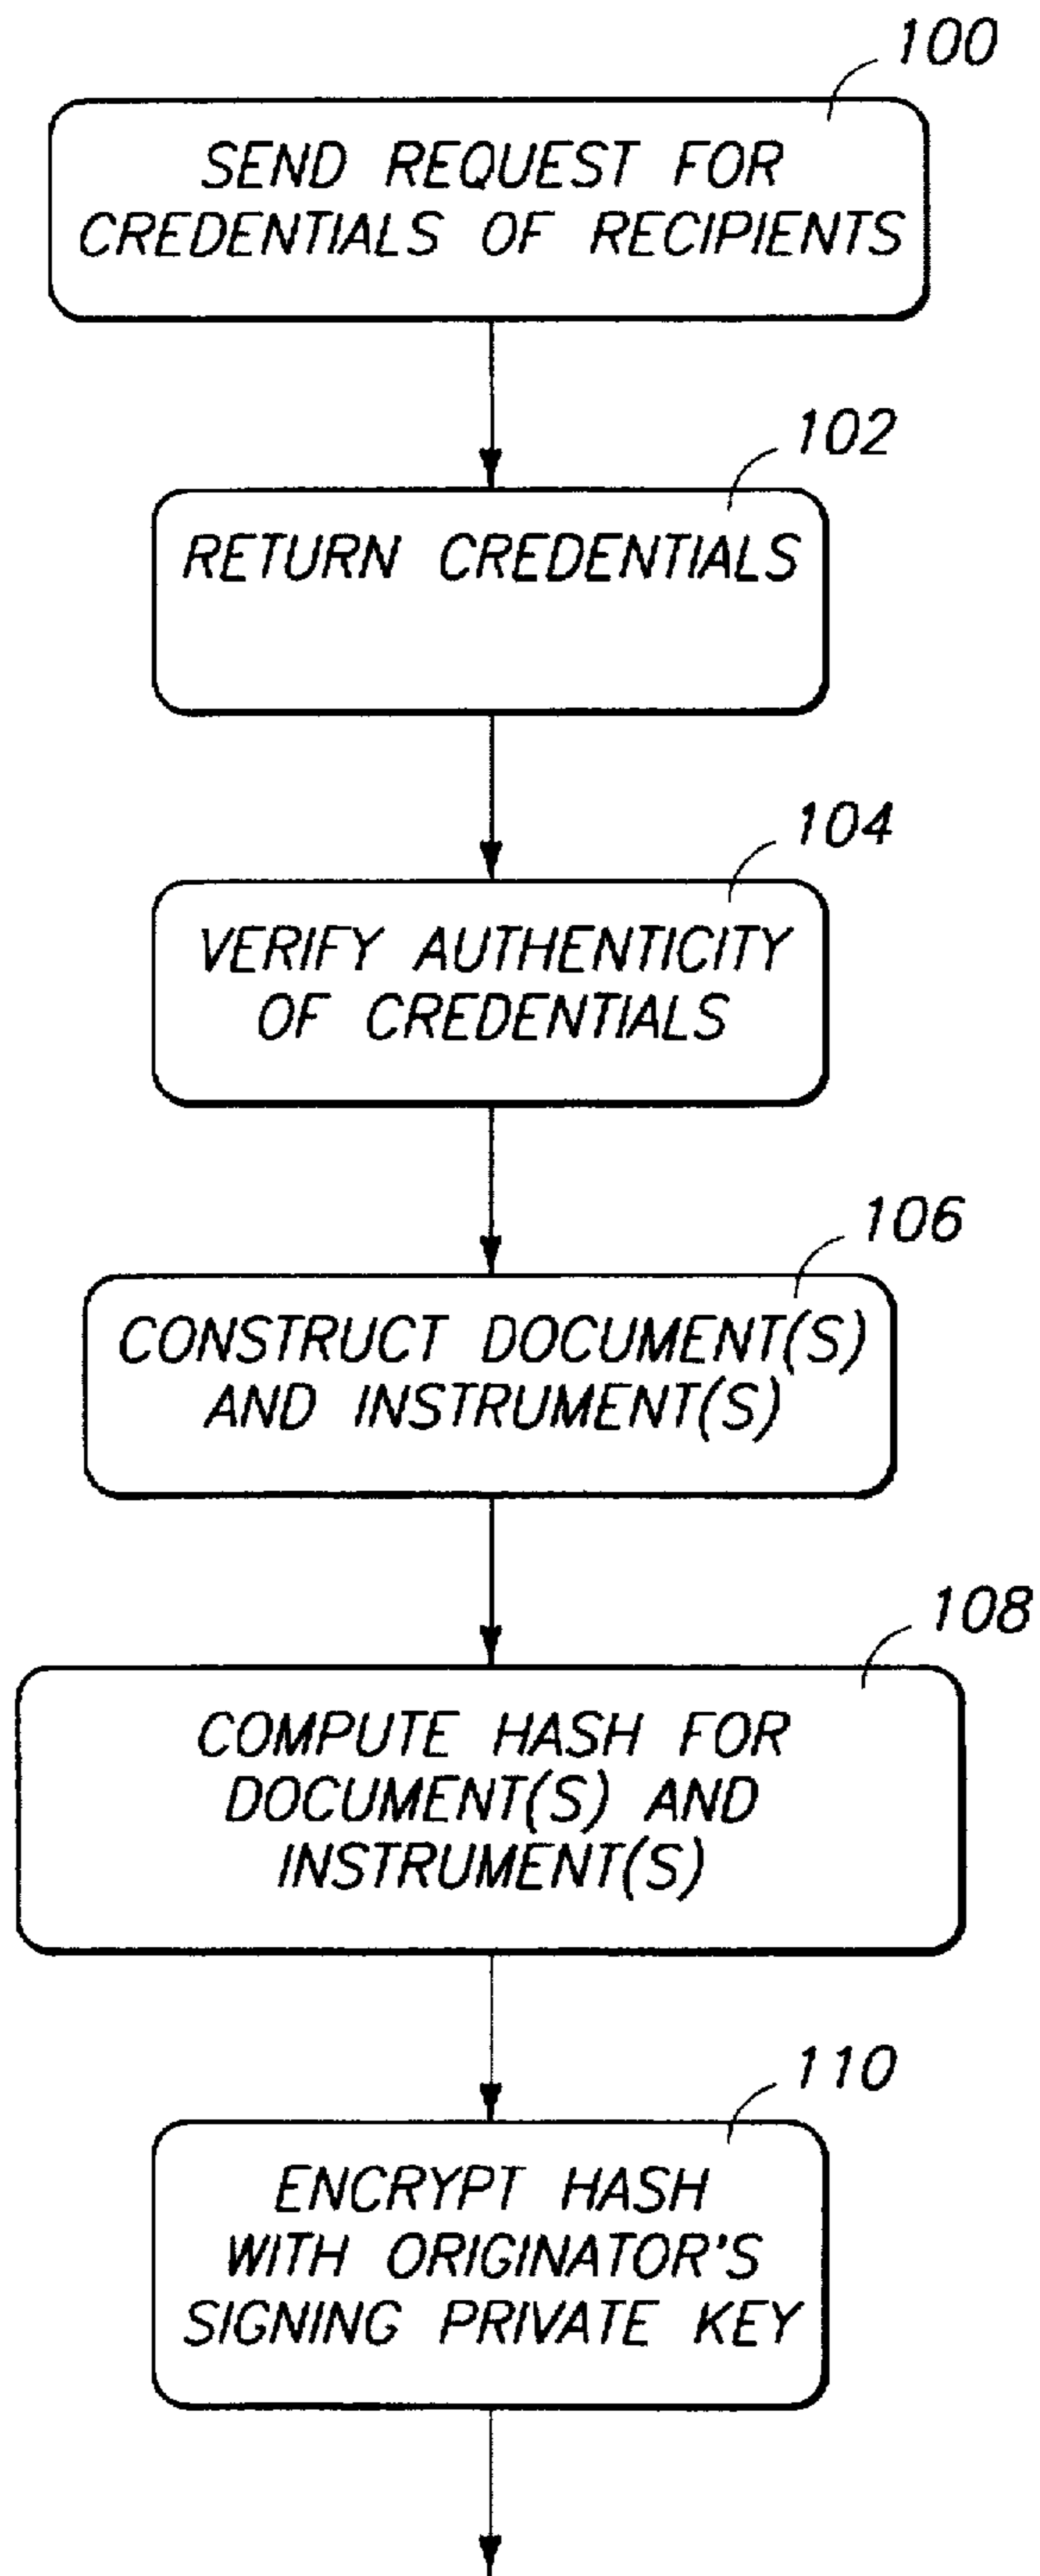 100
SEND REQUEST FOR
CREDENTIALS OF RECIPIENTS
102
RETURN CREDENTIALS
104
VERIFY AUTHENTICITY
OF CREDENTIALS
106
CONSTRUCT DOCUMENT(S)
AND INSTRUMENT(S)
108
COMPUTE HASH FOR
DOCUMENT(S) AND
INSTRUMENT(S)
110
ENCRYPT HASH
WITH ORIGINATOR'S
SIGNING PRIVATE KEY